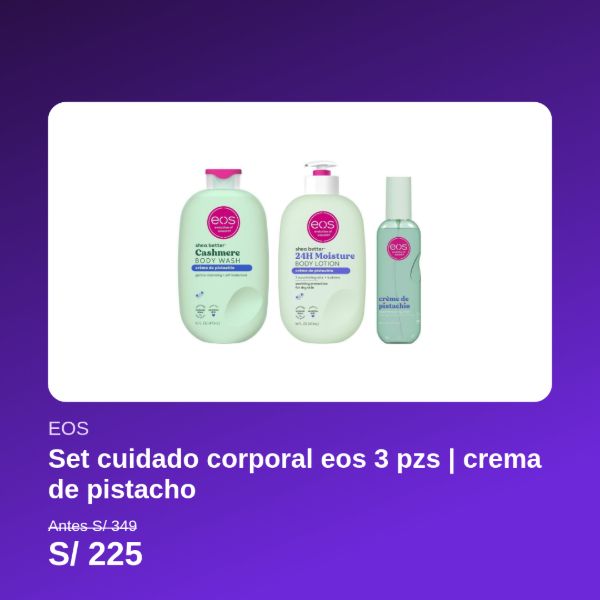 eos
shea better
Cashmere
BODY WASH
crème de pistachio
eos
shea better
24H Moisture
BODY LOTION
crème de pistachio
eos
crème de
pistachio
EOS
Set cuidado corporal eos 3 pzs | crema
de pistacho
Antes S/ 349
S/ 225